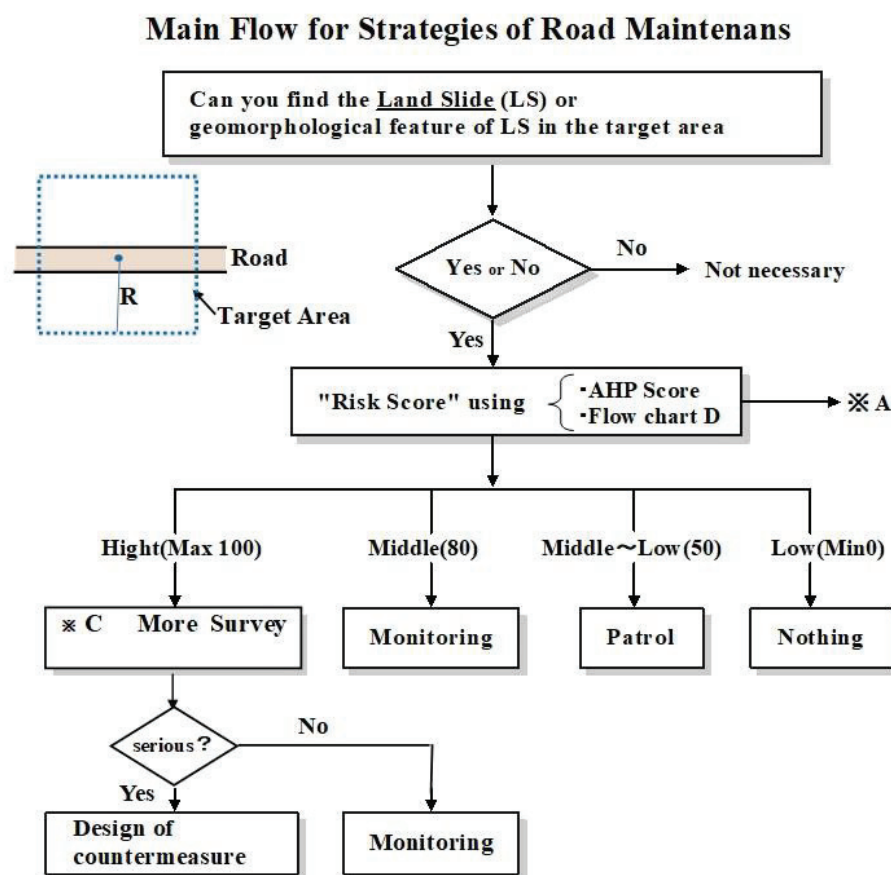 Main Flow for Strategies of Road Maintenans
Can you find the Land Slide (LS) or
geomorphological feature of LS in the target area
Road
R
Target Area
Yes or No
No
Not necessary
Yes
"Risk Score" using
･AHP Score
･Flow chart D
※ A
Hight(Max 100)
Middle(80)
Middle～Low(50)
Low(Min0)
※ C More Survey
Monitoring
Patrol
Nothing
serious？
No
Yes
Design of
countermeasure
Monitoring